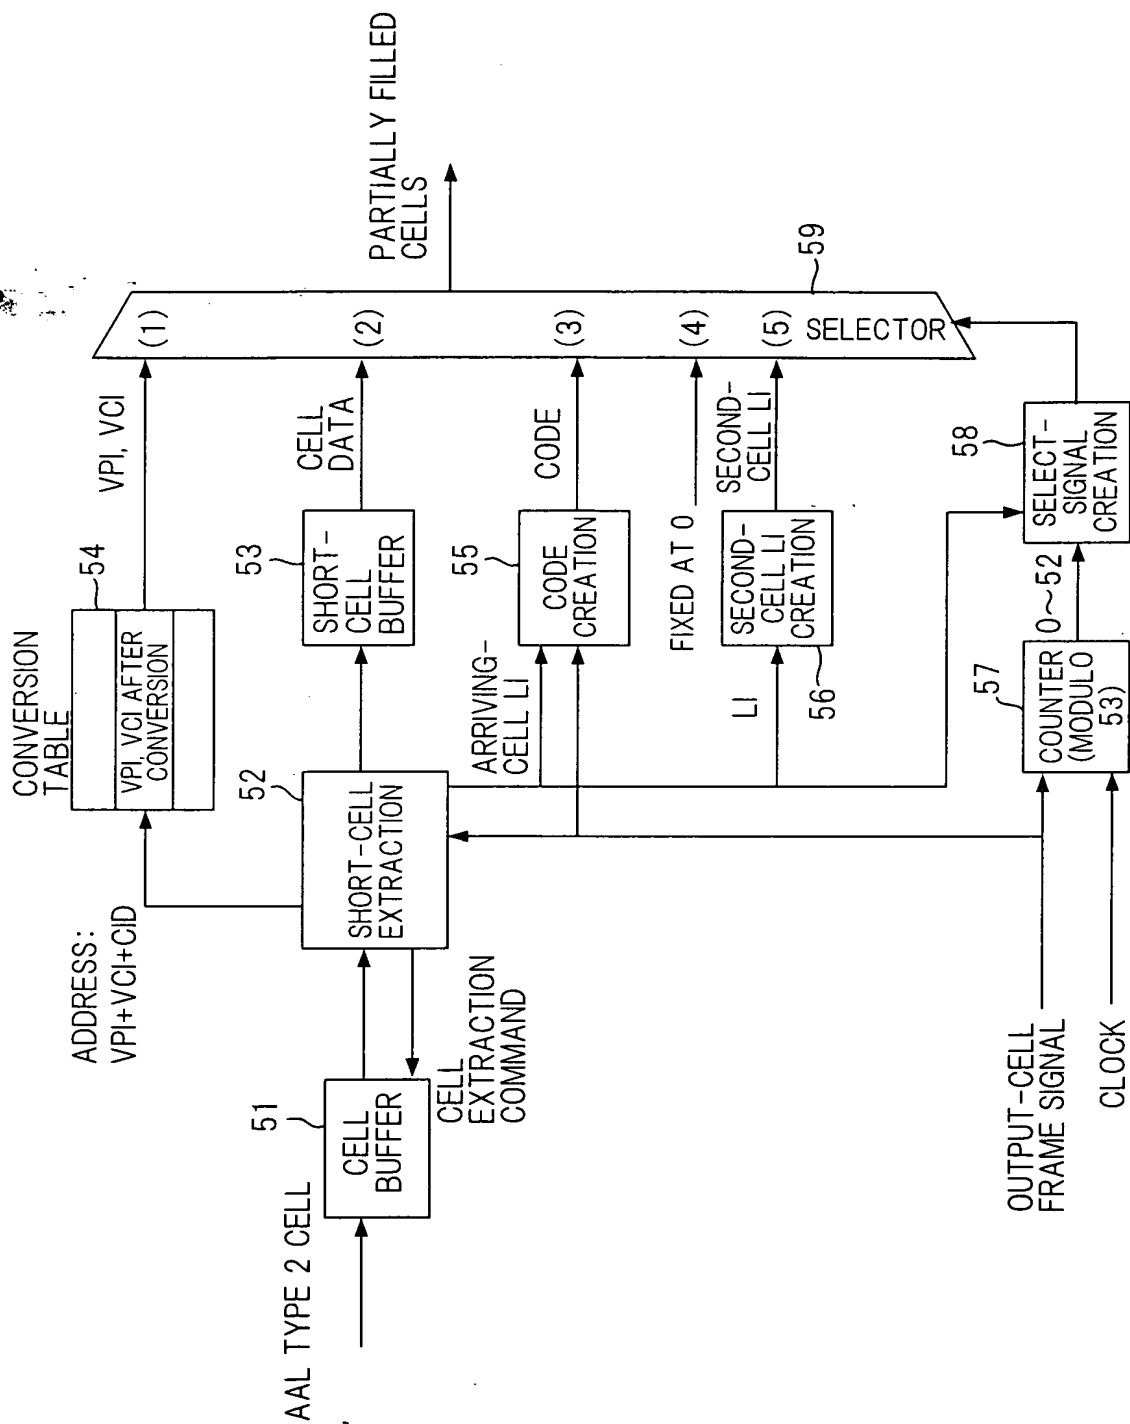 AAL TYPE 2 CELL
51
CELL
BUFFER
CELL
EXTRACTION
COMMAND
ADDRESS:
VPI+VCI+CID
52
SHORT-CELL
EXTRACTION
CONVERSION
TABLE
54
VPI, VCI AFTER
CONVERSION
VPI, VCI
53
SHORT-
CELL
BUFFER
CELL
DATA
ARRIVING-
CELL LI
55
CODE
CREATION
CODE
FIXED AT 0
LI
SECOND-
CELL LI
CREATION
56
SECOND-
CELL LI
OUTPUT-CELL
FRAME SIGNAL
CLOCK
57
COUNTER
(MODULO
53)
0~52
58
SELECT-
SIGNAL
CREATION
(1)
(2)
(3)
(4)
(5)
SELECTOR
59
PARTIALLY FILLED
CELLS